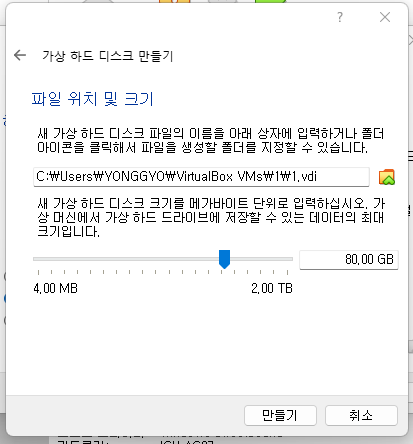 가상 하드 디스크 만들기
파일 위치 및 크기
새 가상 하드 디스크 파일의 이름을 아래 상자에 입력하거나 폴더
아이콘을 클릭해서 파일을 생성할 폴더를 지정할 수 있습니다.
C:₩Users₩YONGGYO₩VirtualBox VMs₩1₩1.vdi
새 가상 하드 디스크 크기를 메가바이트 단위로 입력하십시오. 가
상 머신에서 가상 하드 드라이브에 저장할 수 있는 데이터의 최대
크기입니다.
80,00 GB
4,00 MB 2,00 TB
만들기 취소